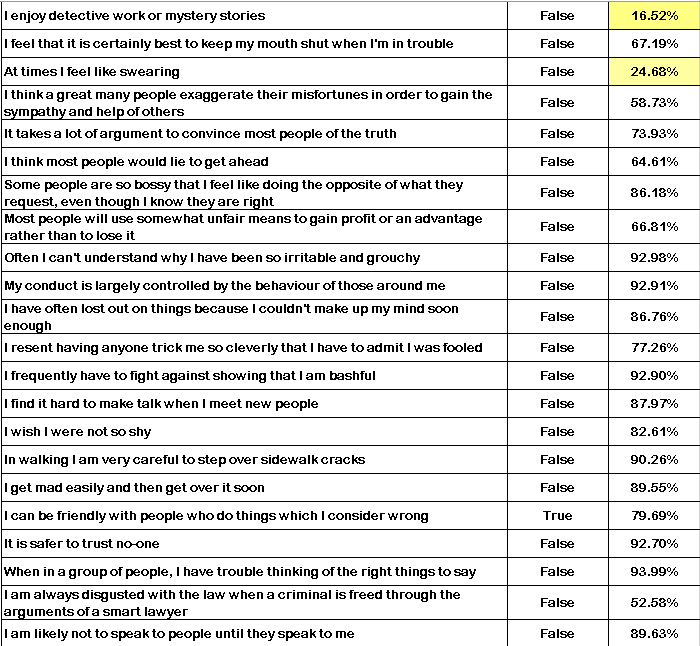 I enjoy detective work or mystery stories False 16.52%
I feel that it is certainly best to keep my mouth shut when I'm in trouble False 67.19%
At times I feel like swearing False 24.68%
I think a great many people exaggerate their misfortunes in order to gain the
sympathy and help of others False 58.73%
It takes a lot of argument to convince most people of the truth False 73.93%
I think most people would lie to get ahead False 64.61%
Some people are so bossy that I feel like doing the opposite of what they
request, even though I know they are right False 86.18%
Most people will use somewhat unfair means to gain profit or an advantage
rather than to lose it False 66.81%
Often I can't understand why I have been so irritable and grouchy False 92.98%
My conduct is largely controlled by the behaviour of those around me False 92.91%
I have often lost out on things because I couldn't make up my mind soon
enough False 86.76%
I resent having anyone trick me so cleverly that I have to admit I was fooled False 77.26%
I frequently have to fight against showing that I am bashful False 92.90%
I find it hard to make talk when I meet new people False 87.97%
I wish I were not so shy False 82.61%
In walking I am very careful to step over sidewalk cracks False 90.26%
I get mad easily and then get over it soon False 89.55%
I can be friendly with people who do things which I consider wrong True 79.69%
It is safer to trust no-one False 92.70%
When in a group of people, I have trouble thinking of the right things to say False 93.99%
I am always disgusted with the law when a criminal is freed through the
arguments of a smart lawyer False 52.58%
I am likely not to speak to people until they speak to me False 89.63%